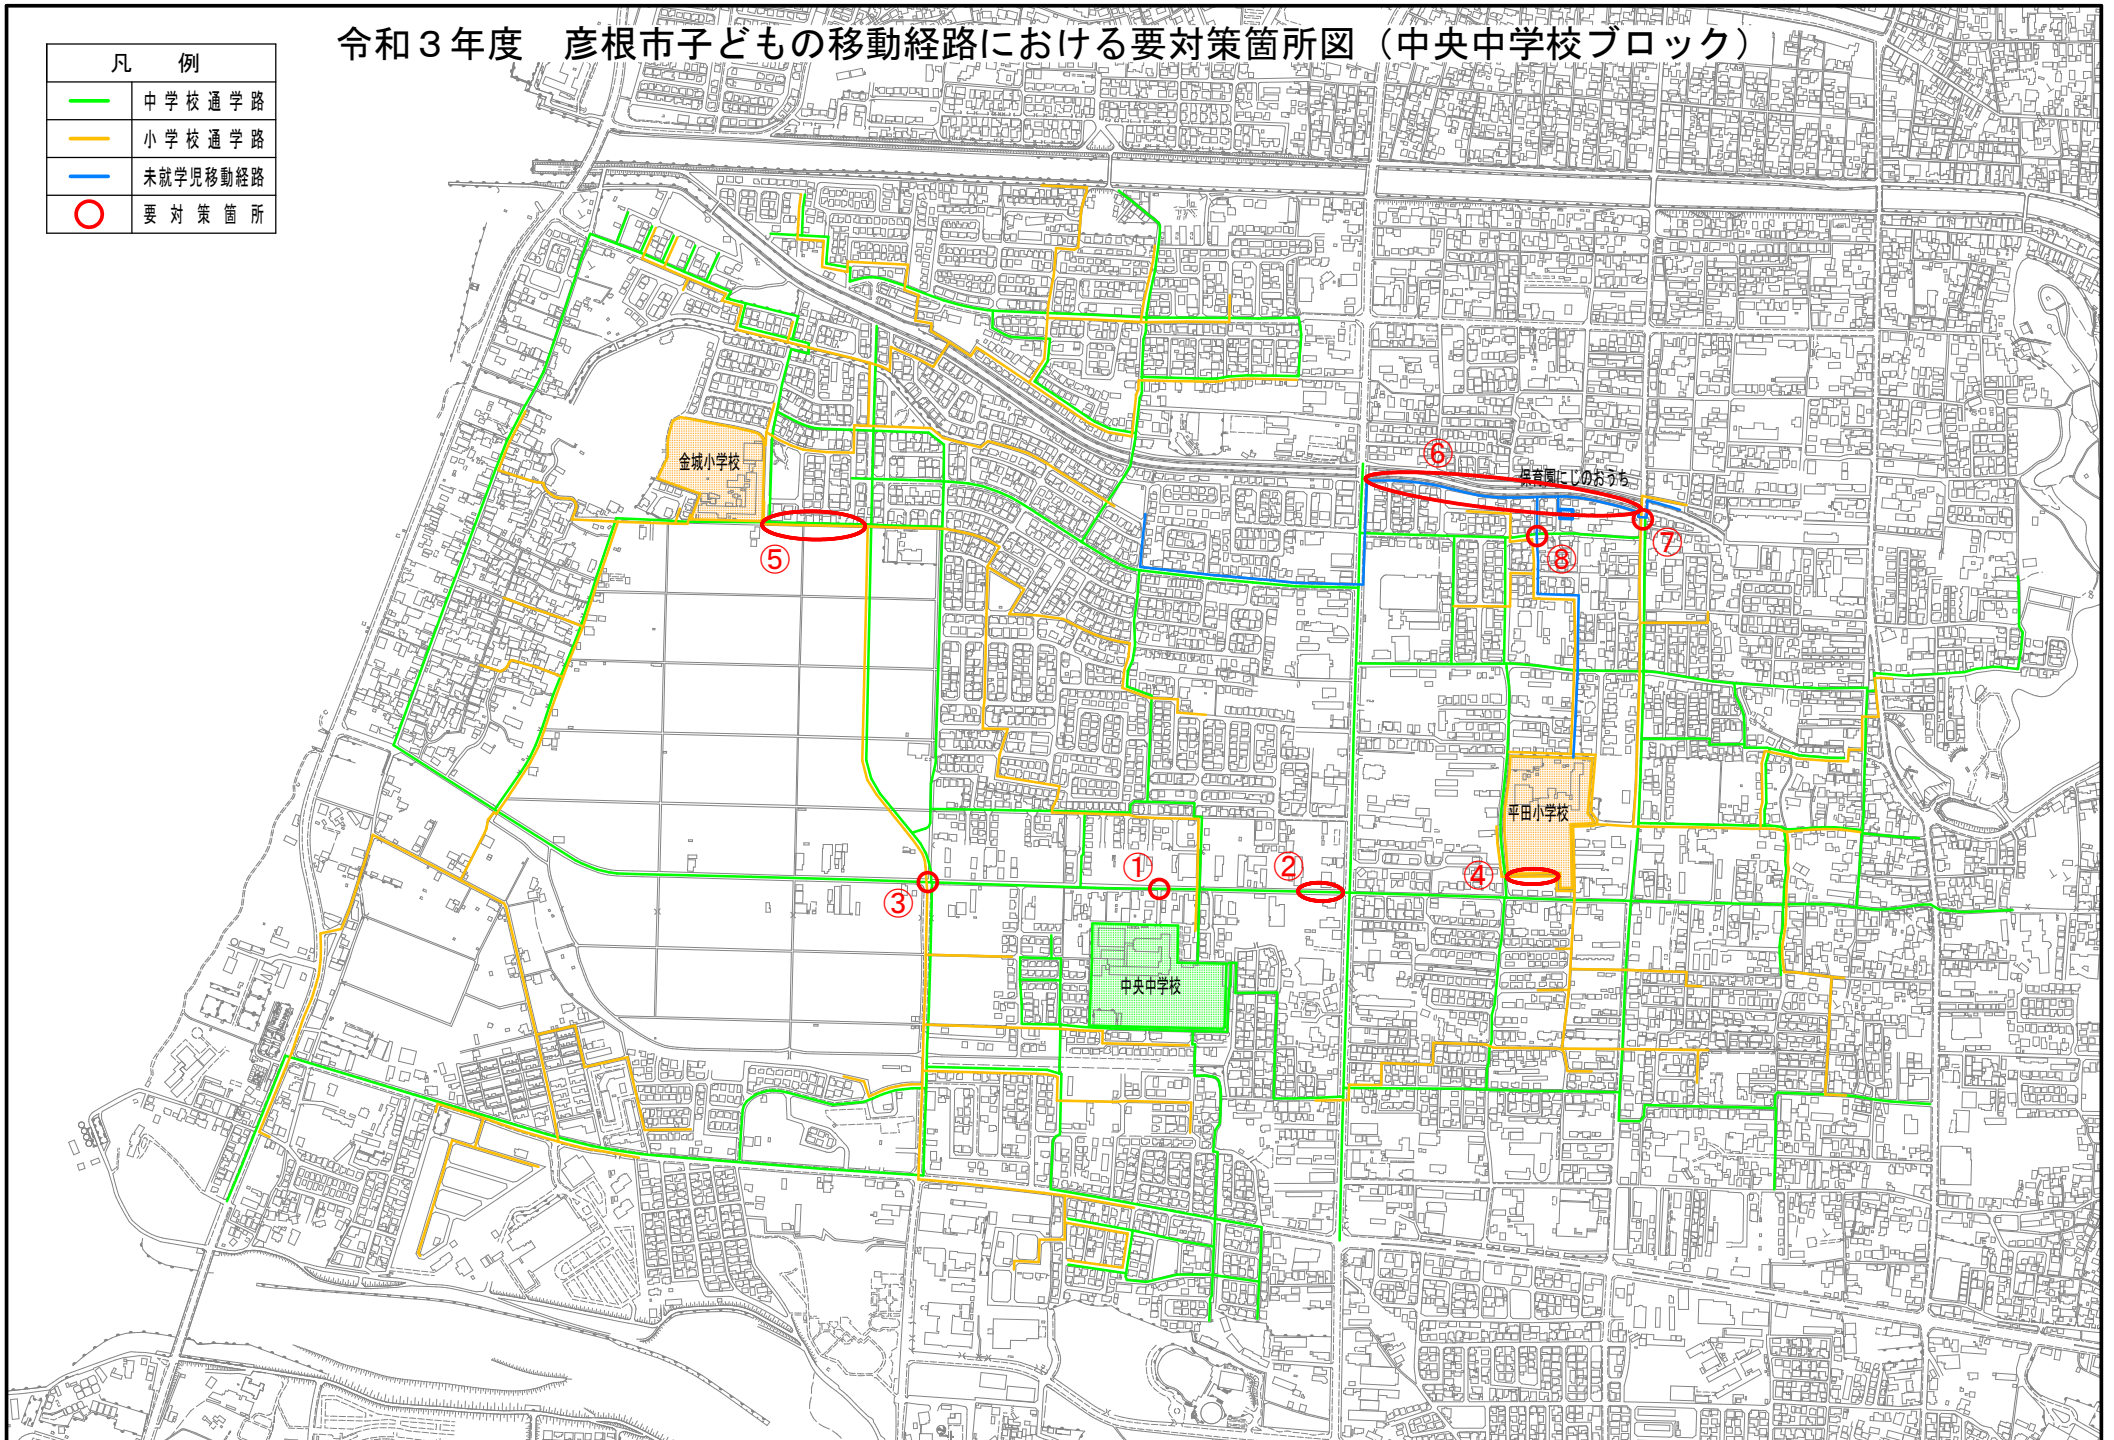 令和３年度　彦根市子どもの移動経路における要対策箇所図（中央中学校ブロック）
凡　例
中学校通学路
小学校通学路
未就学児移動経路
要対策箇所
金城小学校
⑥
保育園にじのおうち
⑤
⑧
⑦
平田小学校
①
②
④
③
中央中学校